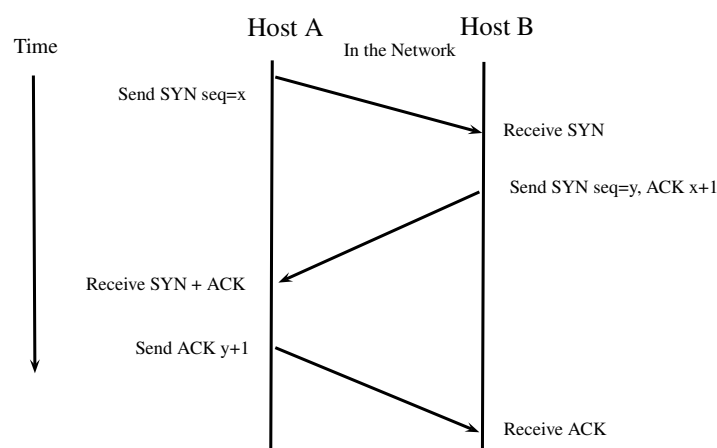 Host A
Host B
Time
In the Network
Send SYN seq=x
Receive SYN
Send SYN seq=y, ACK x+1
Receive SYN + ACK
Send ACK y+1
Receive ACK